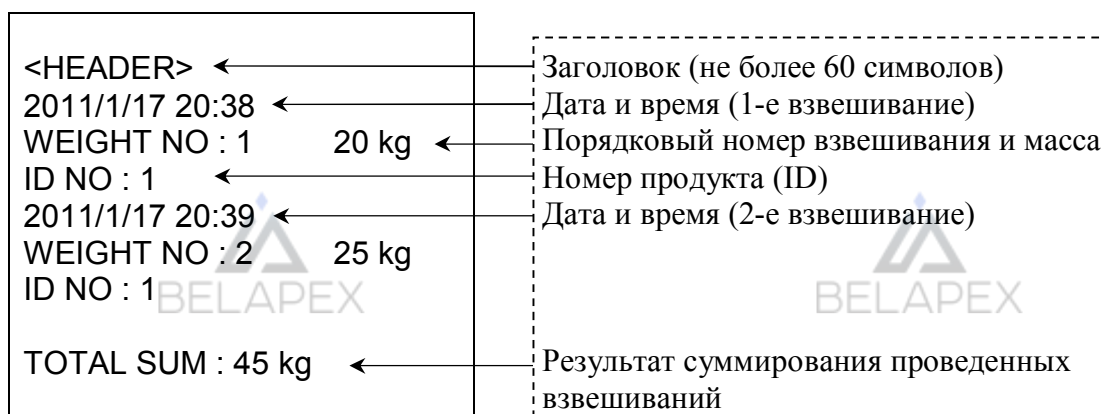 <HEADER>
2011/1/17 20:38
WEIGHT NO : 1 20 kg
ID NO : 1
2011/1/17 20:39
WEIGHT NO : 2 25 kg
ID NO : 1
TOTAL SUM : 45 kg
Заголовок (не более 60 символов)
Дата и время (1-е взвешивание)
Порядковый номер взвешивания и масса
Номер продукта (ID)
Дата и время (2-е взвешивание)
Результат суммирования проведенных
взвешиваний
BELAPEX
BELAPEX